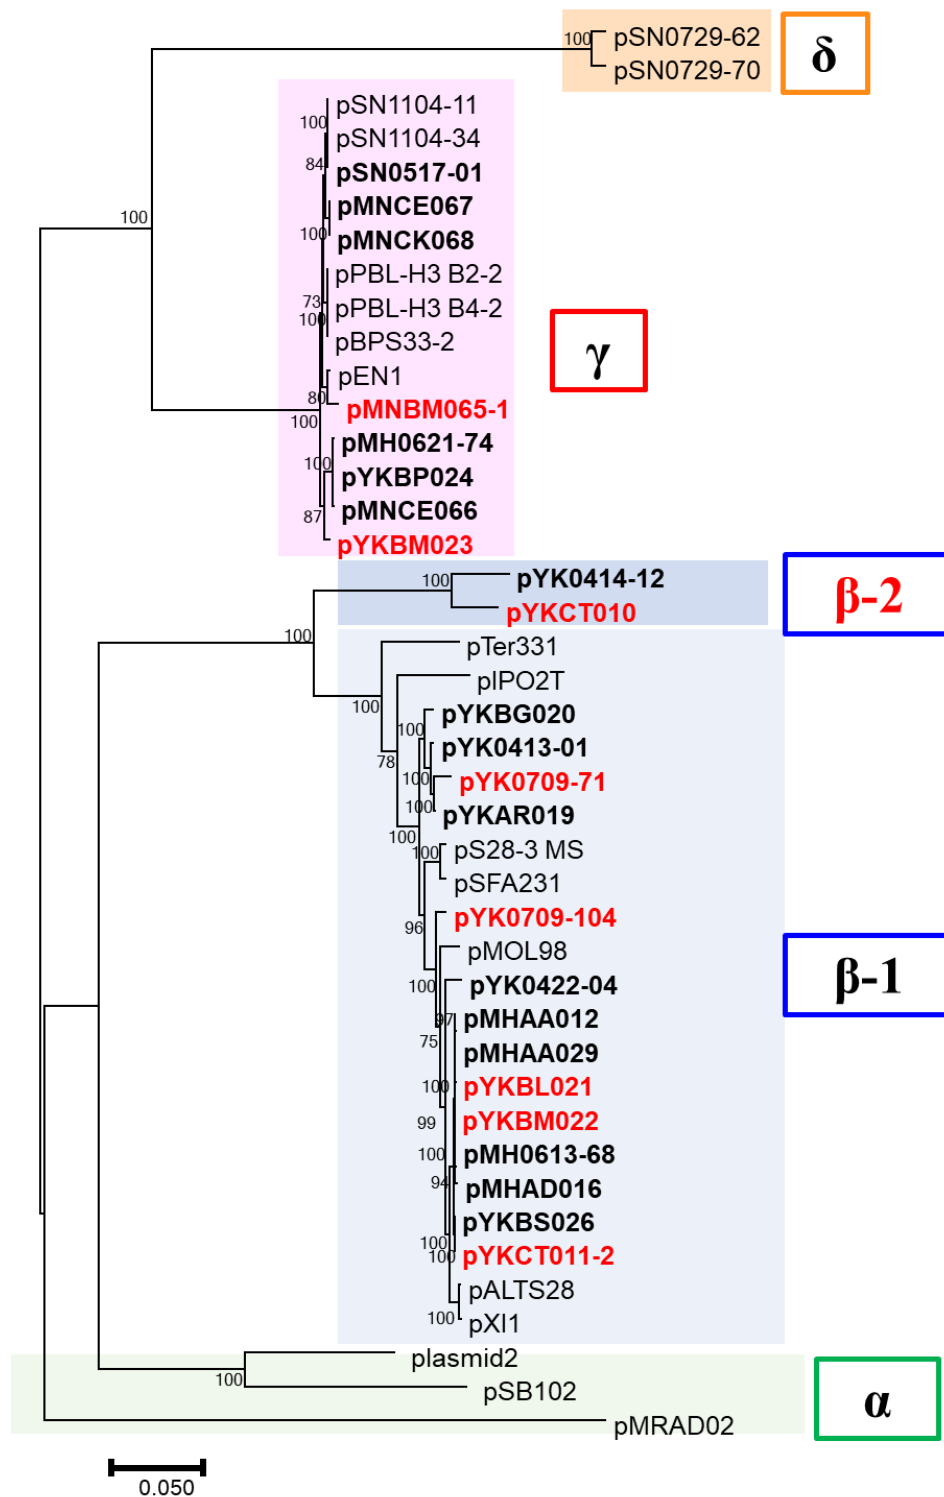 100 pSN0729-62
δ
pSN0729-70
pSN1104-11
100
pSN1104-34
84
pSN0517-01
pMNCE067
100
100
pMNCK068
pPBL-H3 B2-2
73
pPBL-H3 B4-2
100
pBPS33-2
γ
pEN1
80
pMNBM065-1
100
pMH0621-74
100
pYKBP024
pMNCE066
87
pYKBM023
100
pYK0414-12
β-2
pYKCT010
100
pTer331
pIPO2T
100
pYKBG020
100
pYK0413-01
78
100
pYK0709-71
100
pYKAR019
100
100
pS28-3 MS
pSFA231
pYK0709-104
96
pMOL98
β-1
100
pYK0422-04
97
pMHAA012
75
pMHAA029
100
pYKBL021
99
pYKBM022
100
pMH0613-68
94
pMHAD016
pYKBS026
100
100
pYKCT011-2
pALTS28
100
pXI1
plasmid2
100
pSB102
α
pMRAD02
0.050